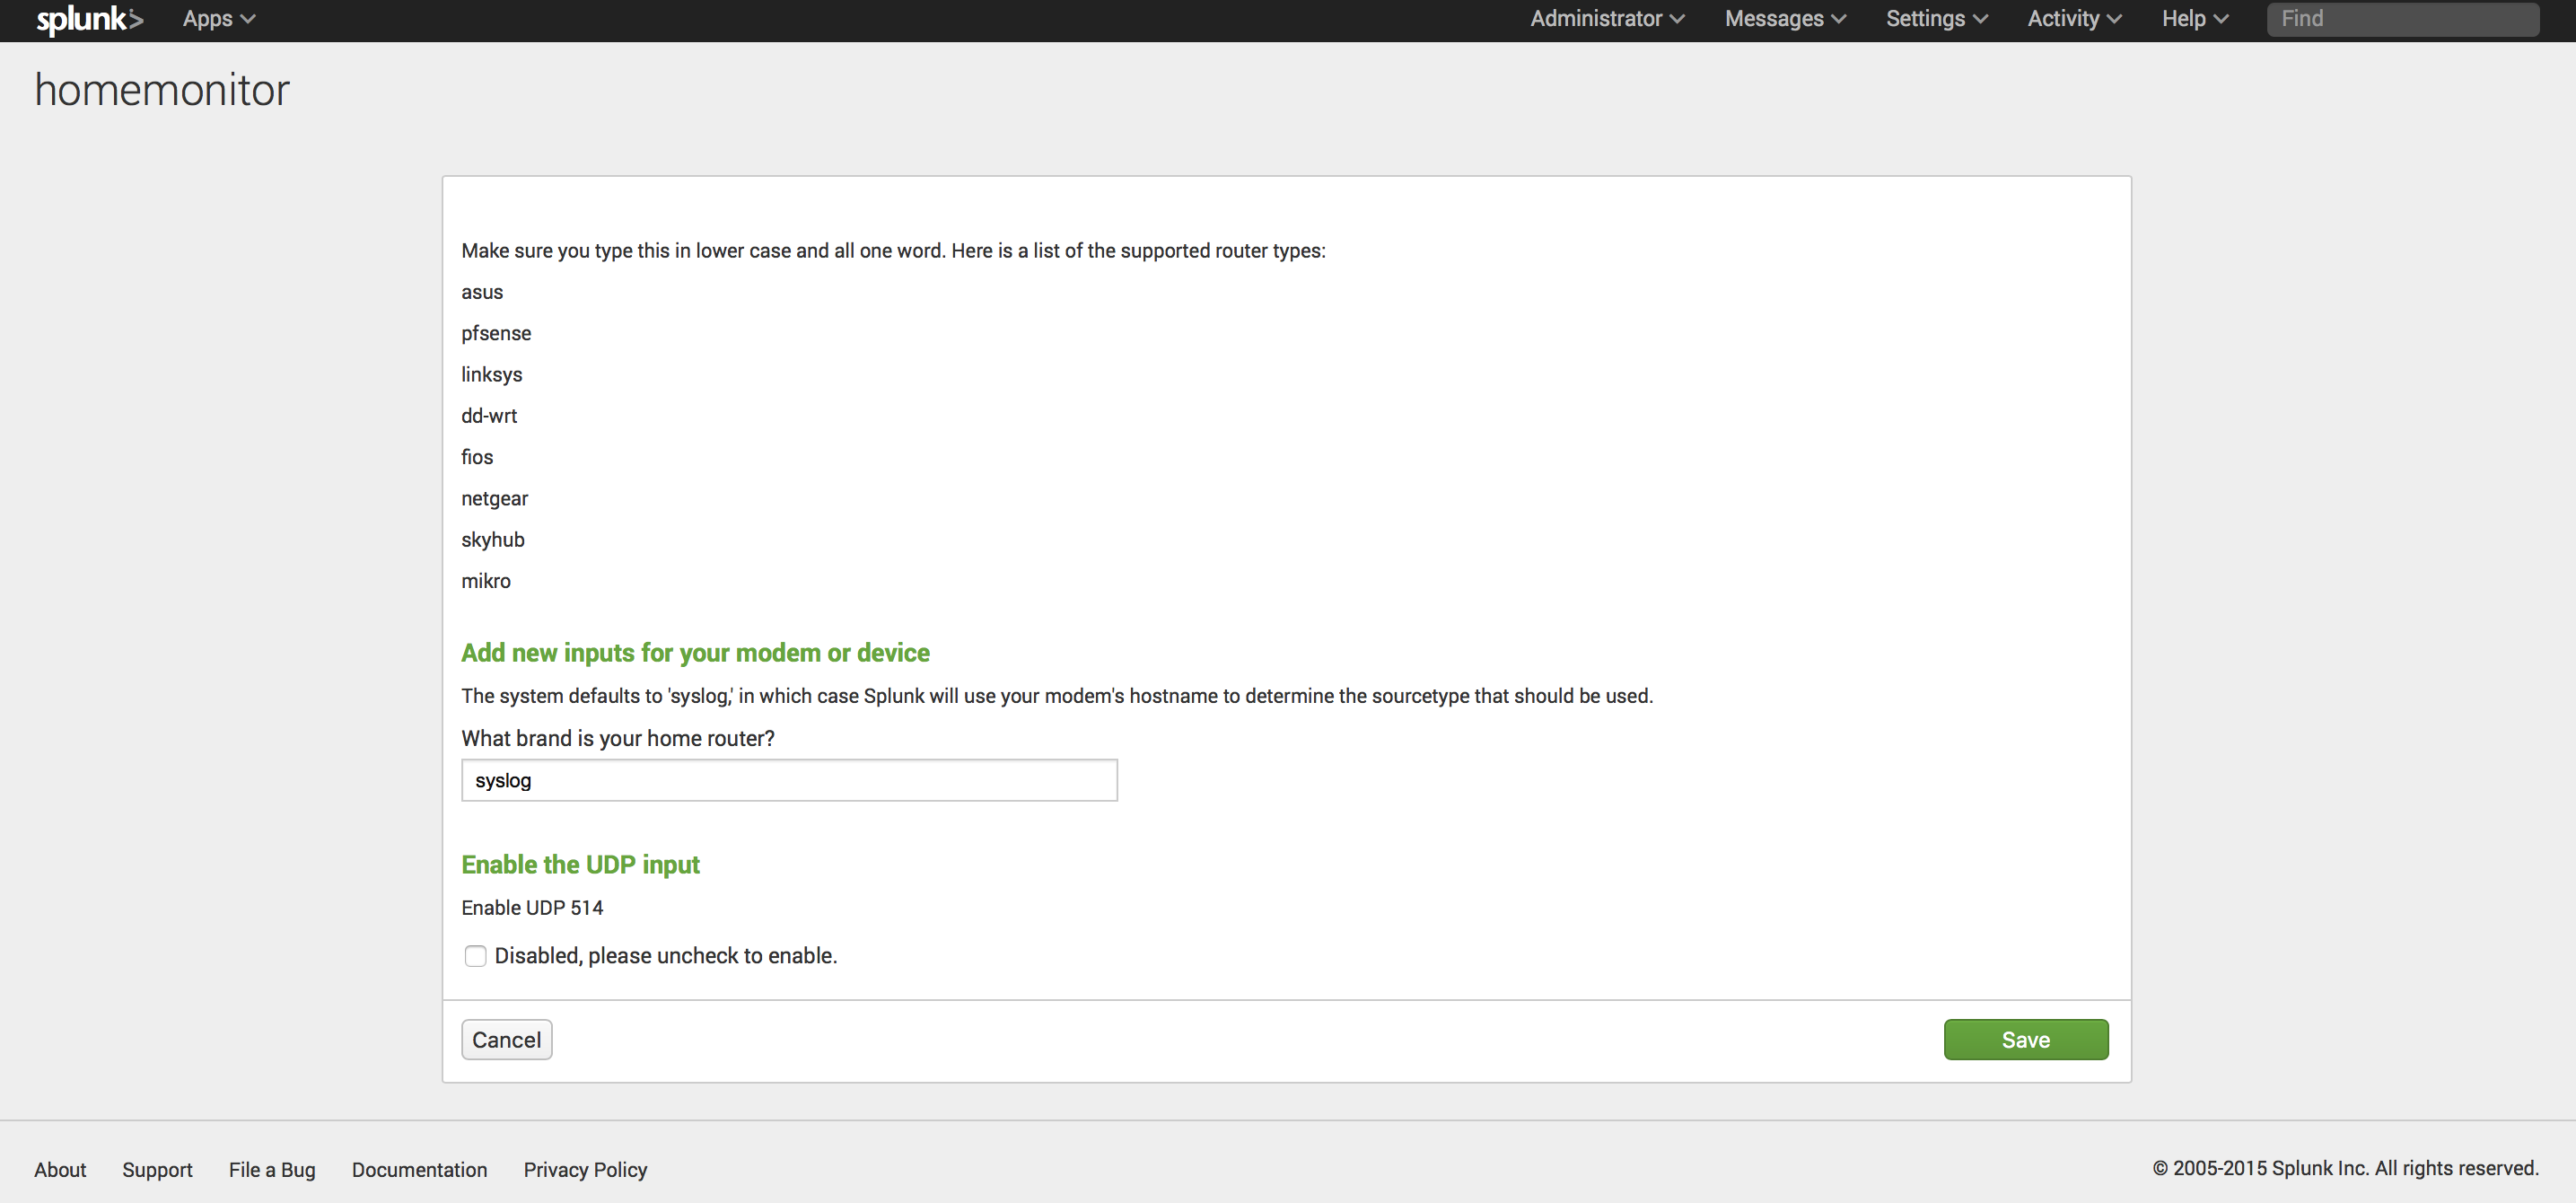 splunk> Apps Administrator Messages Settings Activity Help Find
homemonitor
Make sure you type this in lower case and all one word. Here is a list of the supported router types:
asus
pfsense
linksys
dd-wrt
fios
netgear
skyhub
mikro
Add new inputs for your modem or device
The system defaults to 'syslog,' in which case Splunk will use your modem's hostname to determine the sourcetype that should be used.
What brand is your home router?
syslog
Enable the UDP input
Enable UDP 514
Disabled, please uncheck to enable.
Cancel Save
About Support File a Bug Documentation Privacy Policy © 2005-2015 Splunk Inc. All rights reserved.